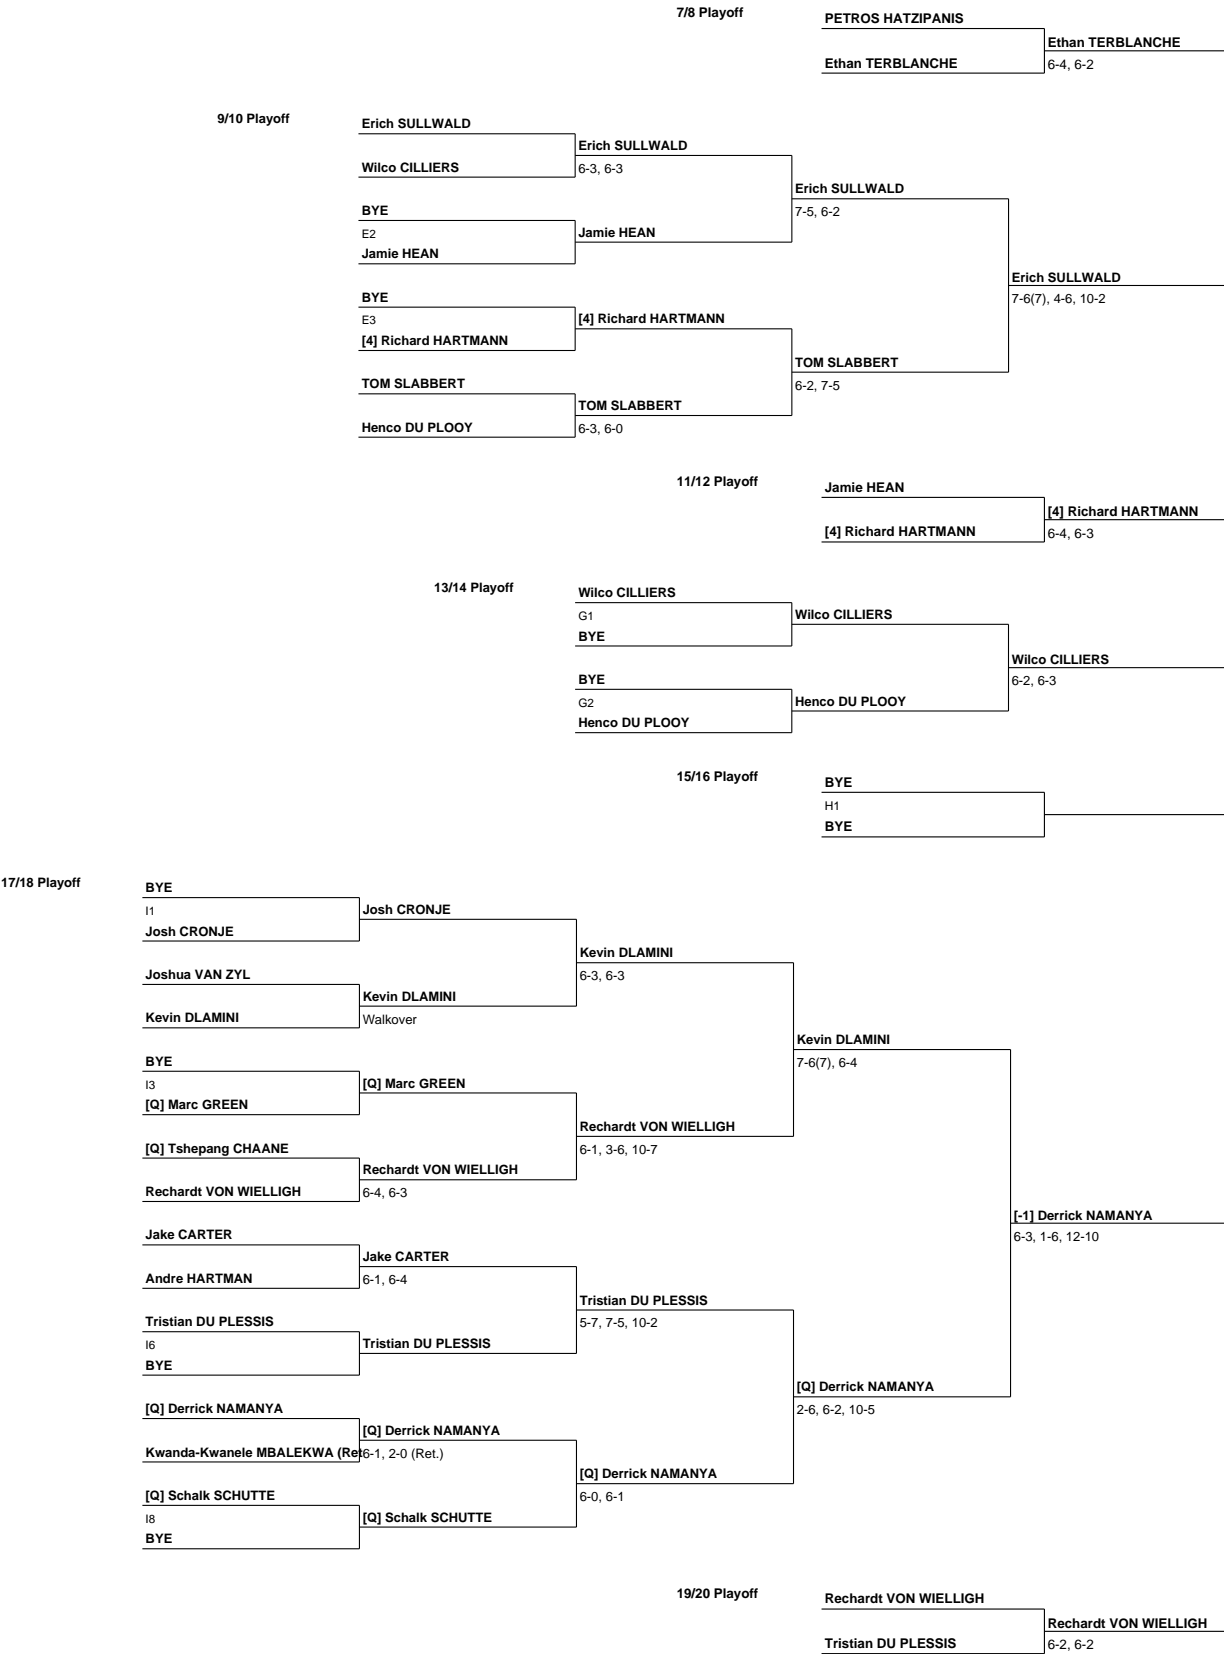 7/8 Playoff
PETROS HATZIPANIS
Ethan TERBLANCHE
Ethan TERBLANCHE
6-4, 6-2
9/10 Playoff
Erich SULLWALD
Erich SULLWALD
Wilco CILLIERS
6-3, 6-3
Erich SULLWALD
BYE
7-5, 6-2
E2
Jamie HEAN
Jamie HEAN
Erich SULLWALD
BYE
7-6(7), 4-6, 10-2
E3
[4] Richard HARTMANN
[4] Richard HARTMANN
TOM SLABBERT
TOM SLABBERT
6-2, 7-5
TOM SLABBERT
Henco DU PLOOY
6-3, 6-0
11/12 Playoff
Jamie HEAN
[4] Richard HARTMANN
[4] Richard HARTMANN
6-4, 6-3
13/14 Playoff
Wilco CILLIERS
G1
Wilco CILLIERS
BYE
Wilco CILLIERS
BYE
6-2, 6-3
G2
Henco DU PLOOY
Henco DU PLOOY
15/16 Playoff
BYE
H1
BYE
17/18 Playoff
BYE
I1
Josh CRONJE
Josh CRONJE
Kevin DLAMINI
Joshua VAN ZYL
6-3, 6-3
Kevin DLAMINI
Kevin DLAMINI
Walkover
Kevin DLAMINI
BYE
7-6(7), 6-4
I3
[Q] Marc GREEN
[Q] Marc GREEN
Rechardt VON WIELLIGH
[Q] Tshepang CHAANE
6-1, 3-6, 10-7
Rechardt VON WIELLIGH
Rechardt VON WIELLIGH
6-4, 6-3
[-1] Derrick NAMANYA
Jake CARTER
6-3, 1-6, 12-10
Jake CARTER
Andre HARTMAN
6-1, 6-4
Tristian DU PLESSIS
Tristian DU PLESSIS
5-7, 7-5, 10-2
I6
Tristian DU PLESSIS
BYE
[Q] Derrick NAMANYA
[Q] Derrick NAMANYA
2-6, 6-2, 10-5
[Q] Derrick NAMANYA
Kwanda-Kwanele MBALEKWA (Ret
6-1, 2-0 (Ret.)
[Q] Derrick NAMANYA
[Q] Schalk SCHUTTE
6-0, 6-1
I8
[Q] Schalk SCHUTTE
BYE
19/20 Playoff
Rechardt VON WIELLIGH
Rechardt VON WIELLIGH
Tristian DU PLESSIS
6-2, 6-2